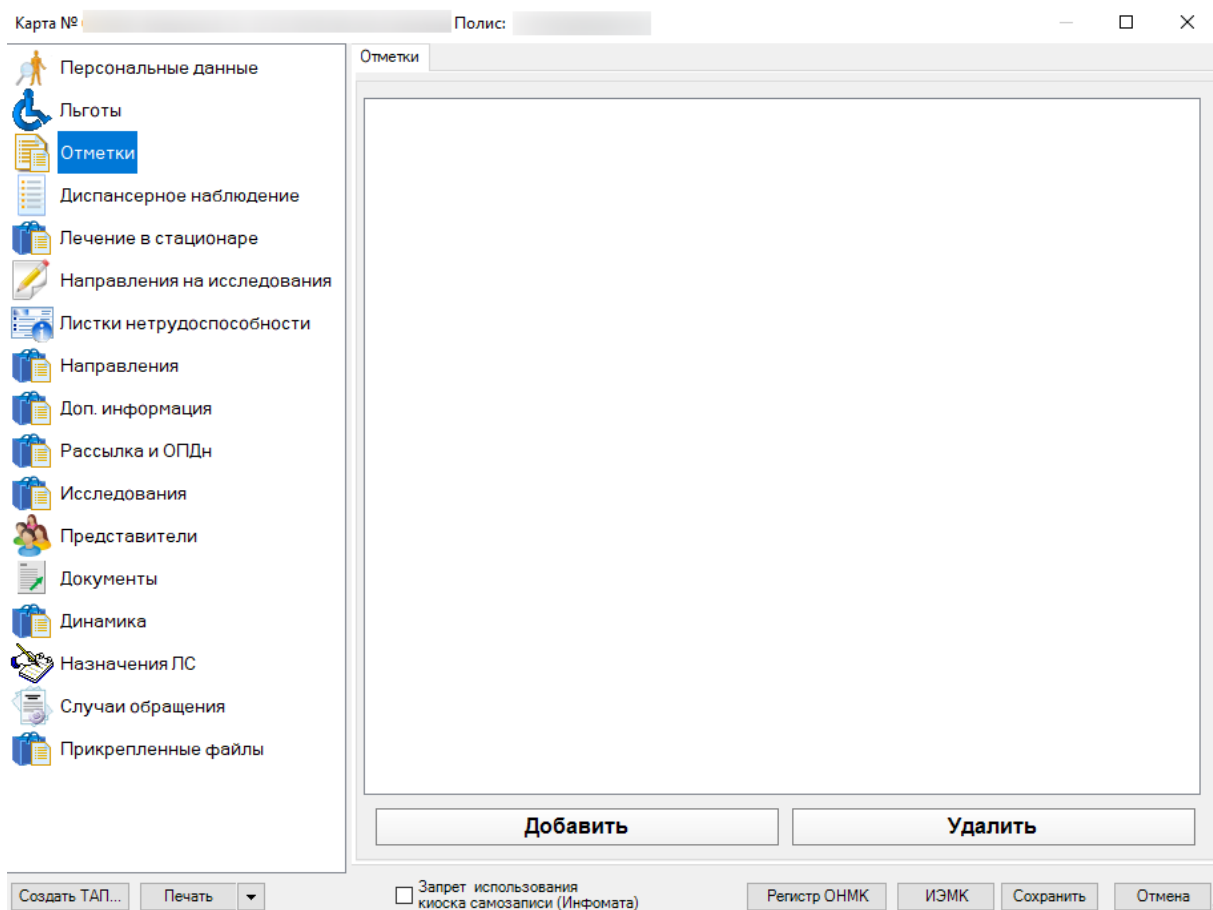 Карта № Полис:
Персональные данные
Льготы
Отметки
Диспансерное наблюдение
Лечение в стационаре
Направления на исследования
Листки нетрудоспособности
Направления
Доп. информация
Рассылка и ОПДн
Исследования
Представители
Документы
Динамика
Назначения ЛС
Случаи обращения
Прикрепленные файлы
Отметки
Добавить Удалить
Создать ТАП... Печать
Запрет использования
киоска самозаписи (Инфомата)
Регистр ОНМК ИЭМК Сохранить Отмена